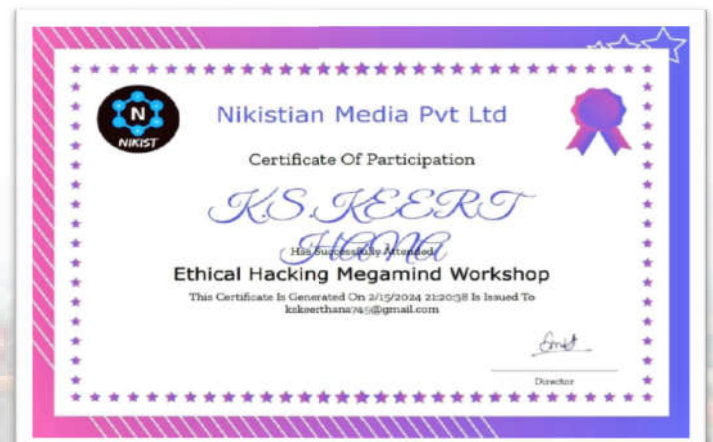 N
NIKIST
Nikistian Media Pvt Ltd
Certificate Of Participation
K.S.KEERT
HANA
Has Successfully Attended
Ethical Hacking Megamind Workshop
This Certificate Is Generated On 2/15/2024 21:20:38 Is Issued To
kskeerthana745@gmail.com
Director